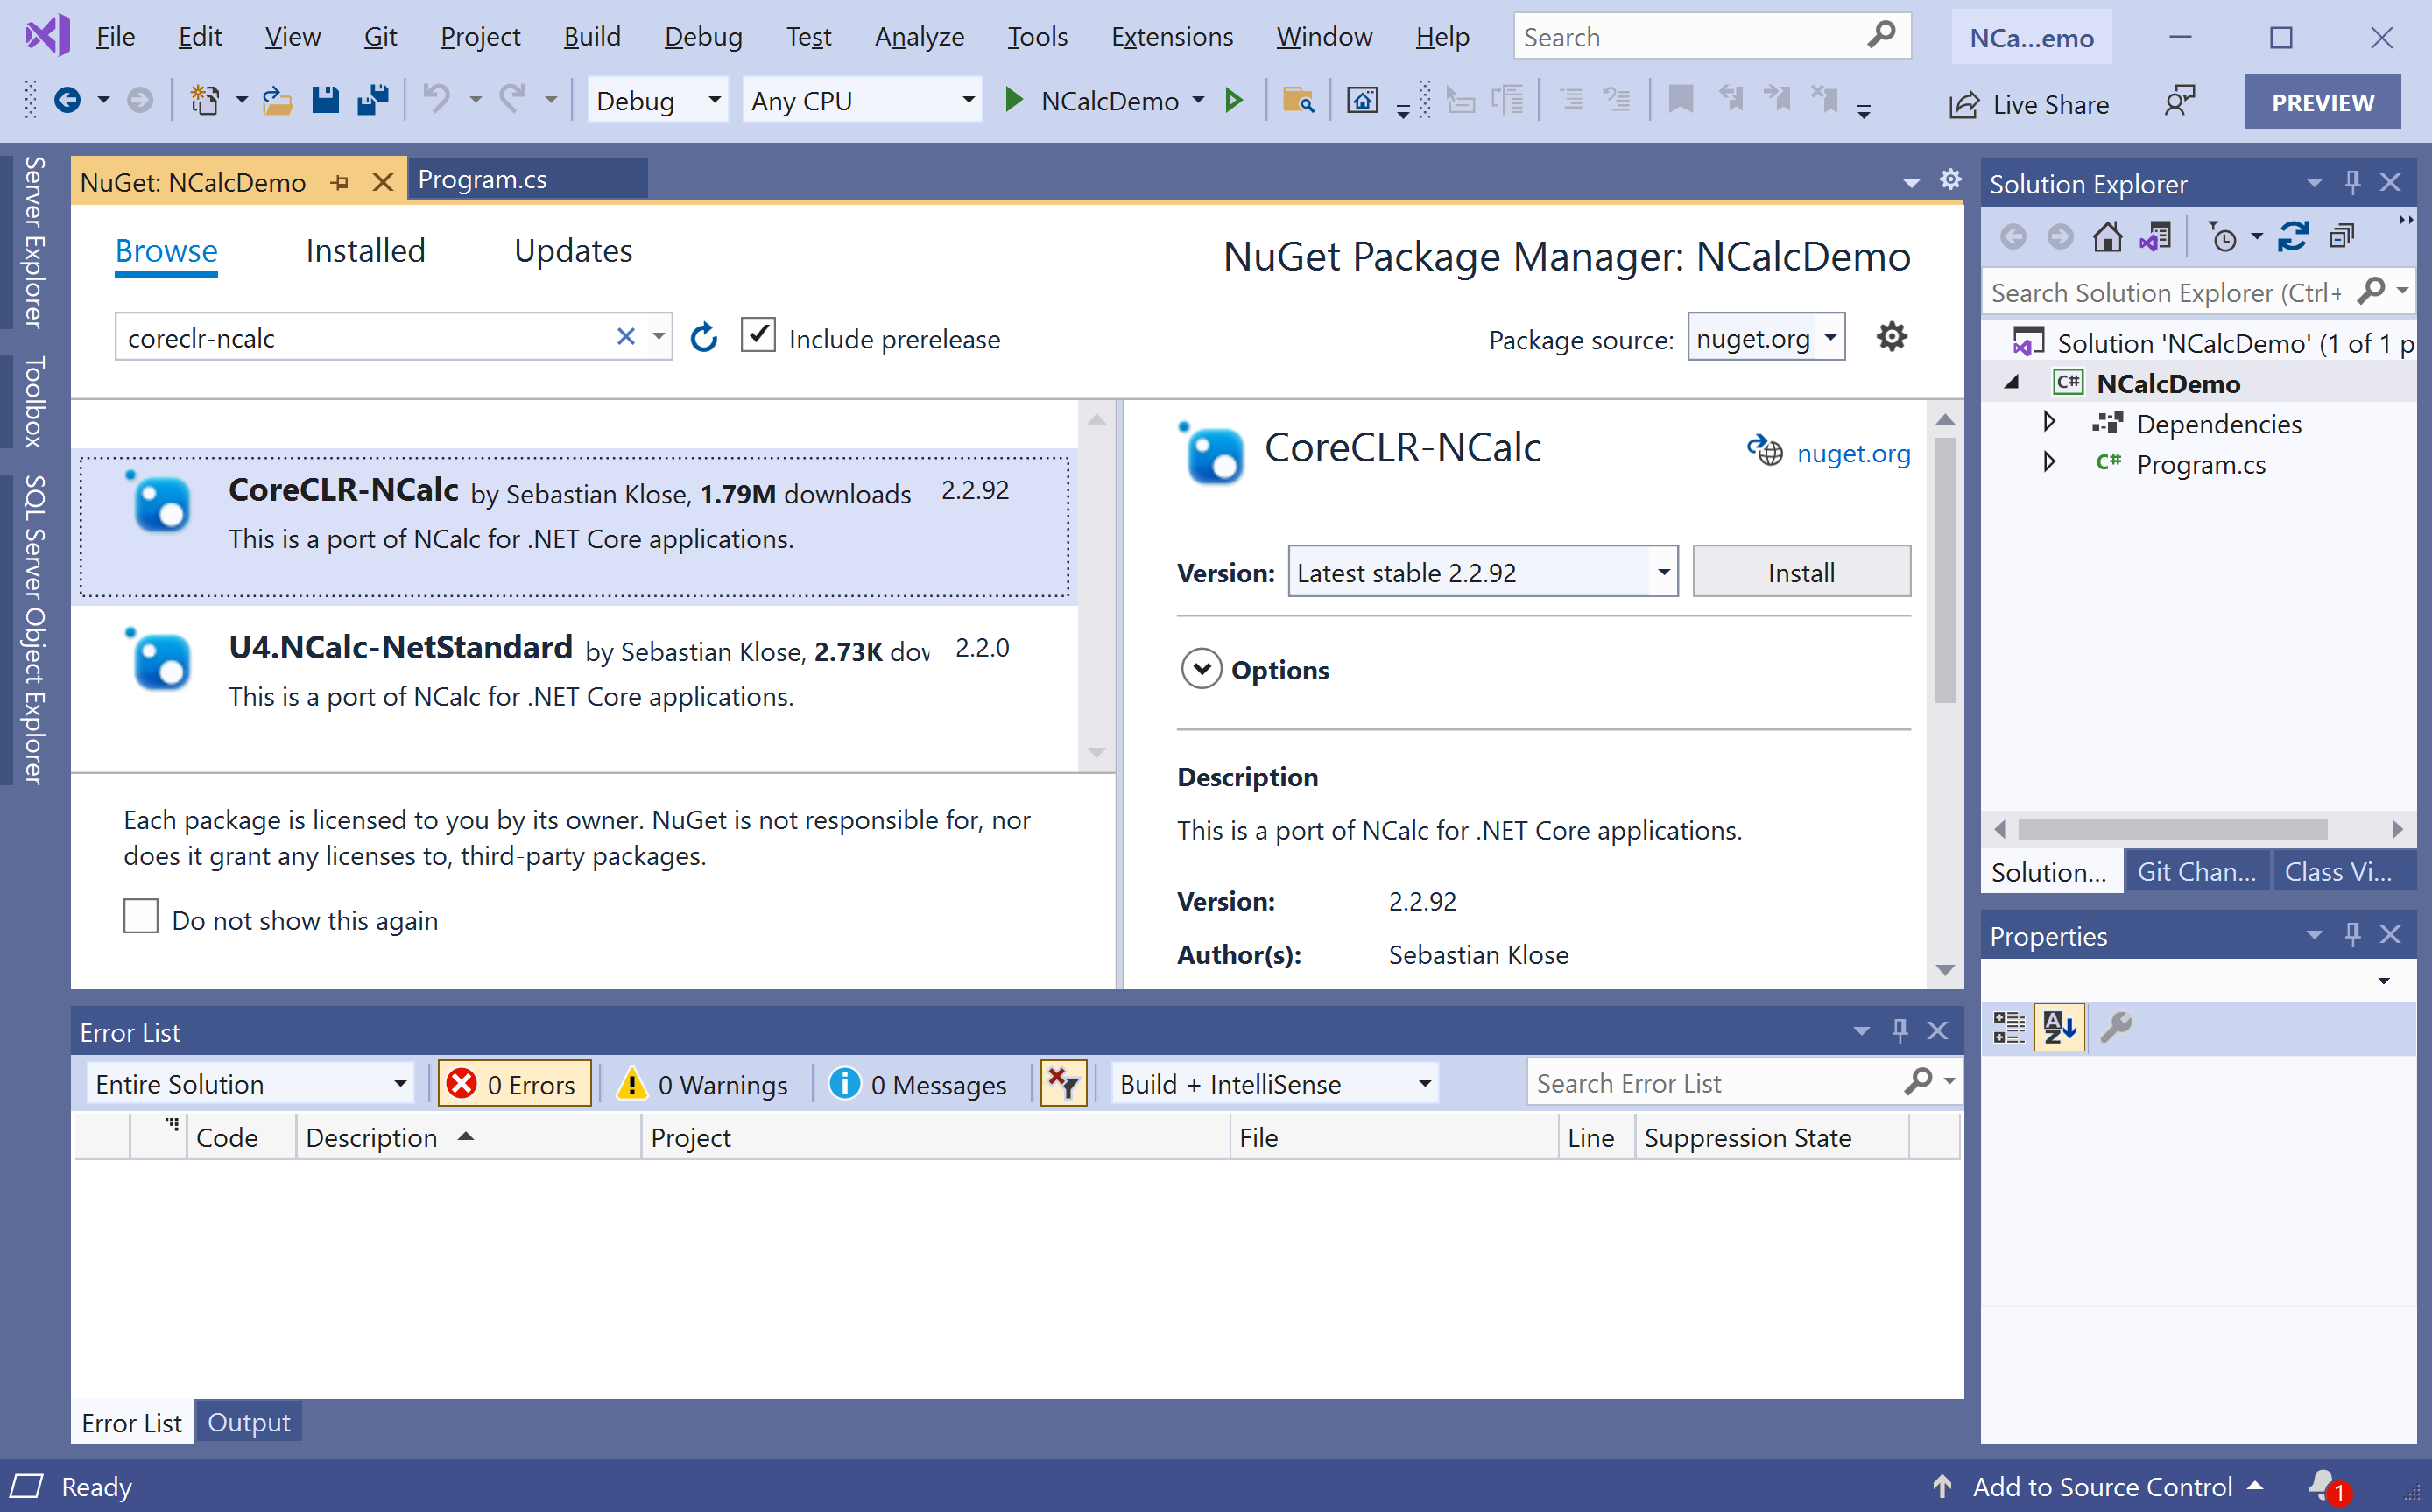 File Edit View Git Project Build Debug Test Analyze Tools Extensions Window Help Search NCa...emo
Debug Any CPU NCalcDemo Live Share PREVIEW
Server Explorer
Toolbox
SQL Server Object Explorer
NuGet: NCalcDemo Program.cs
Browse Installed Updates
NuGet Package Manager: NCalcDemo
coreclr-ncalc Include prerelease
Package source: nuget.org
CoreCLR-NCalc by Sebastian Klose, 1.79M downloads 2.2.92
This is a port of NCalc for .NET Core applications.
U4.NCalc-NetStandard by Sebastian Klose, 2.73K dow 2.2.0
This is a port of NCalc for .NET Core applications.
Each package is licensed to you by its owner. NuGet is not responsible for, nor
does it grant any licenses to, third-party packages.
Do not show this again
CoreCLR-NCalc nuget.org
Version: Latest stable 2.2.92 Install
Options
Description
This is a port of NCalc for .NET Core applications.
Version: 2.2.92
Author(s): Sebastian Klose
Solution Explorer
Search Solution Explorer (Ctrl+
Solution 'NCalcDemo' (1 of 1 p
C# NCalcDemo
Dependencies
C# Program.cs
Solution... Git Chan... Class Vi...
Properties
AZ
Error List
Entire Solution 0 Errors 0 Warnings 0 Messages Build + IntelliSense Search Error List
Code Description Project File Line Suppression State
Error List Output
Ready Add to Source Control 1